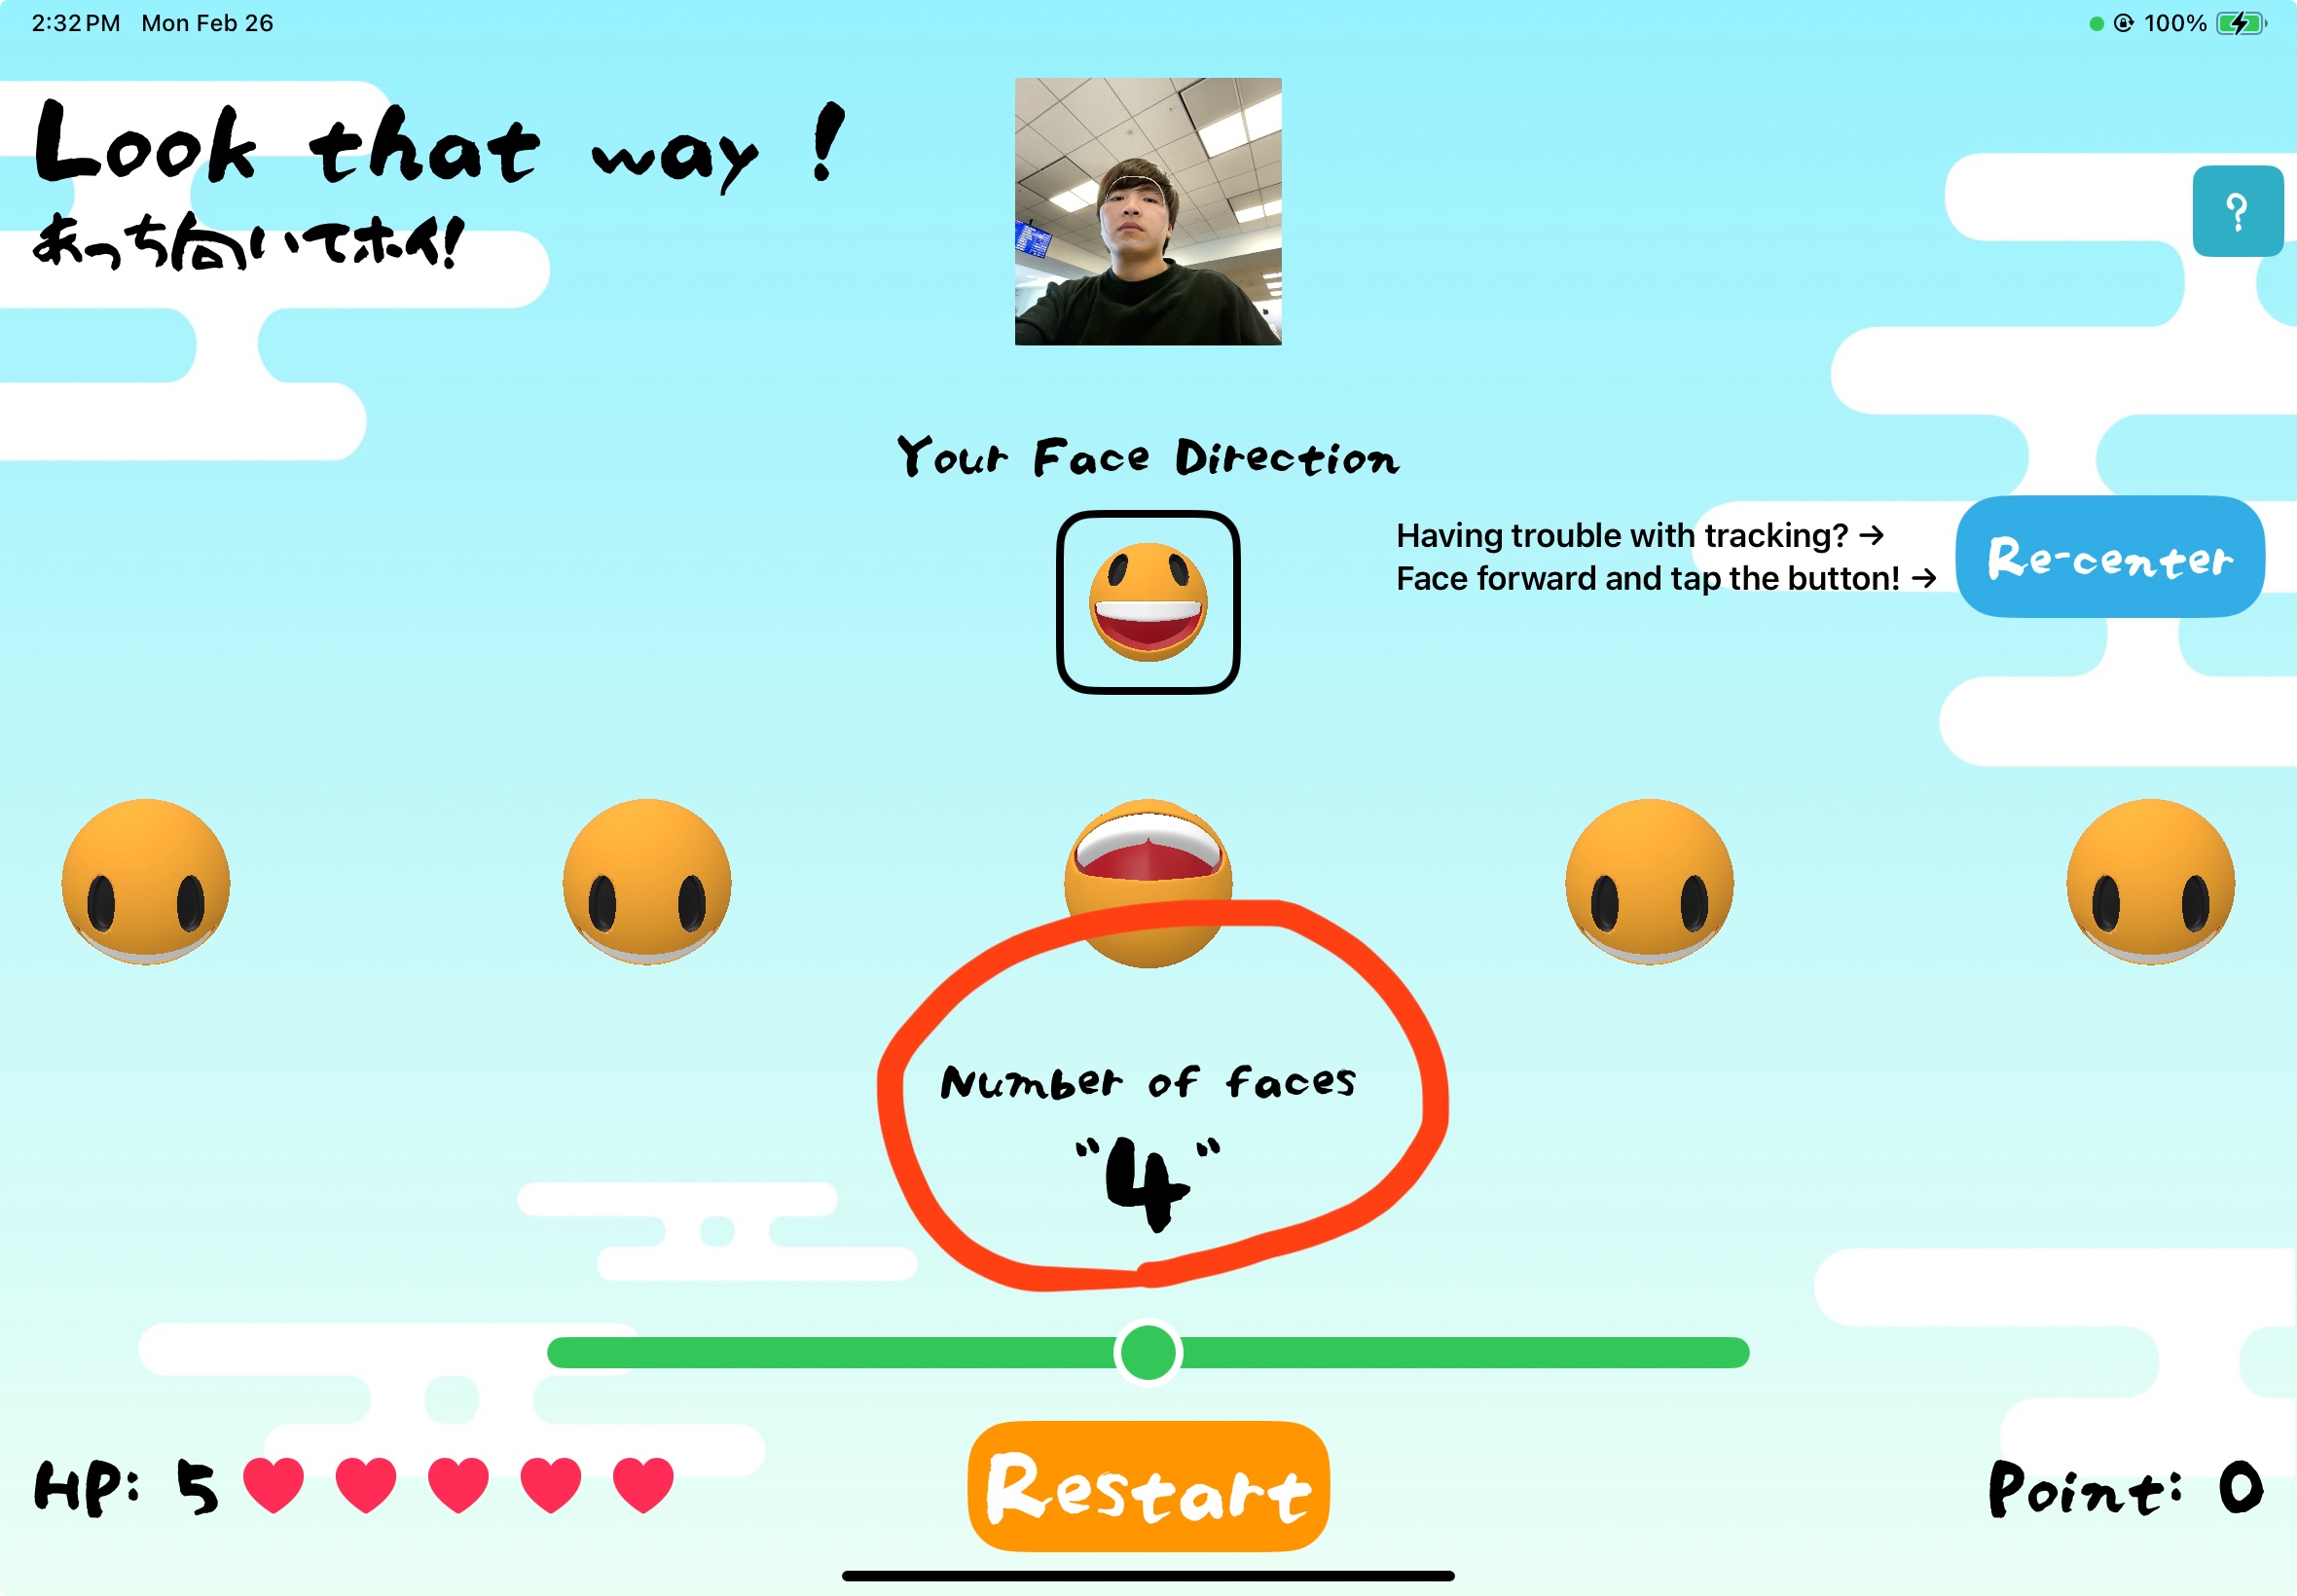 2:32 PM Mon Feb 26
100%
Look that way !
あっち向いてホイ!
?
Your Face Direction
Having trouble with tracking? →
Face forward and tap the button! →
Re-center
Number of faces
"4"
HP: 5
Restart
Point: 0